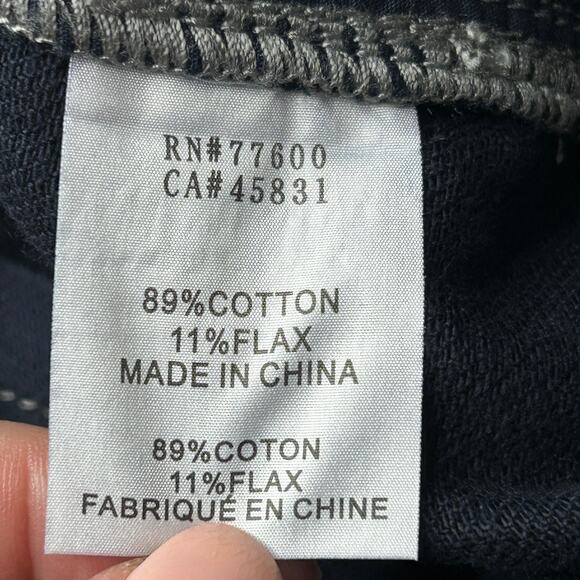 RN#77600
CA#45831
89%COTTON
11%FLAX
MADE IN CHINA
89%COTON
11%FLAX
FABRIQUÉ EN CHINE